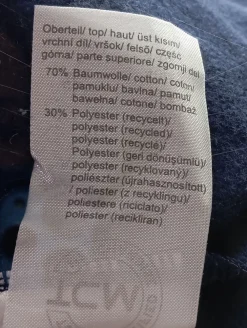 Oberteil/ top/ haut/ üst kısım/
vrchní díl/ vršok/ felső/ część
górna/ parte superiore/ zgornji del
70% Baumwolle/ cotton/ coton/
pamuklu/ bavlna/ pamut/
bawełna/ cotone/ bombaž
30% Polyester (recycelt)/
polyester (recycled)/
polyester (recyclé)/
Polyester (geri dönüşümlü)/
polyester (recyklovaný)/
poliészter (újrahasznosított)
/ poliester (z recyklingu)/
poliestere (riciclato)/
poliester (recikliran)
TCM